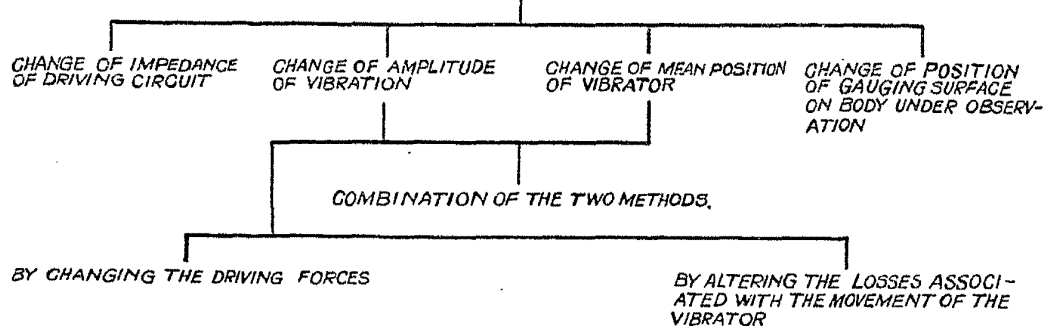 CHANGE OF IMPEDANCE
OF DRIVING CIRCUIT
CHANGE OF AMPLITUDE
OF VIBRATION
CHANGE OF MEAN POSITION
OF VIBRATOR
CHANGE OF POSITION
OF GAUGING SURFACE
ON BODY UNDER OBSERV-
ATION
COMBINATION OF THE TWO METHODS.
BY CHANGING THE DRIVING FORCES
BY ALTERING THE LOSSES ASSOCI-
ATED WITH THE MOVEMENT OF THE
VIBRATOR